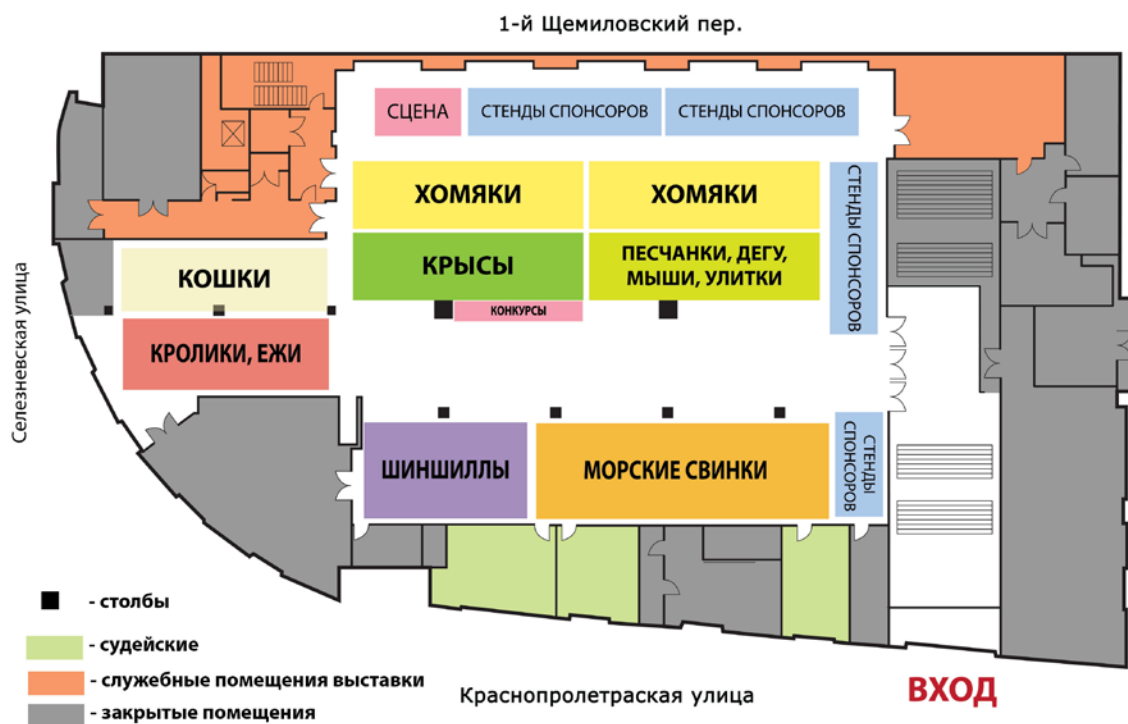 1-й Щемиловский пер.
СЦЕНА
СТЕНДЫ СПОНСОРОВ
СТЕНДЫ СПОНСОРОВ
ХОМЯКИ
ХОМЯКИ
СТЕНДЫ СПОНСОРОВ
КРЫСЫ
ПЕСЧАНКИ, ДЕГУ,
МЫШИ, УЛИТКИ
КОШКИ
КОНКУРСЫ
КРОЛИКИ, ЕЖИ
Селезневская улица
ШИНШИЛЛЫ
МОРСКИЕ СВИНКИ
СТЕНДЫ
СПОНСОРОВ
- столбы
- судейские
- служебные помещения выставки
- закрытые помещения
Краснопролетраская улица
ВХОД